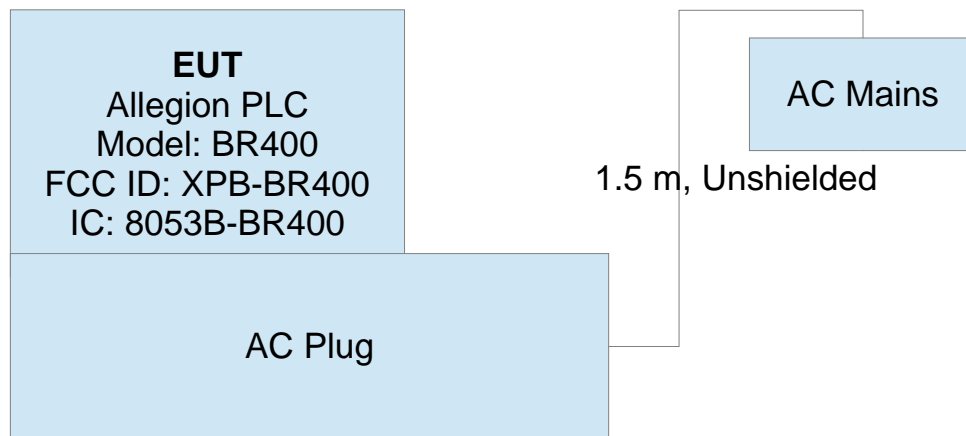 EUT
Allegion PLC
Model: BR400
FCC ID: XPB-BR400
IC: 8053B-BR400
AC Mains
1.5 m, Unshielded
AC Plug